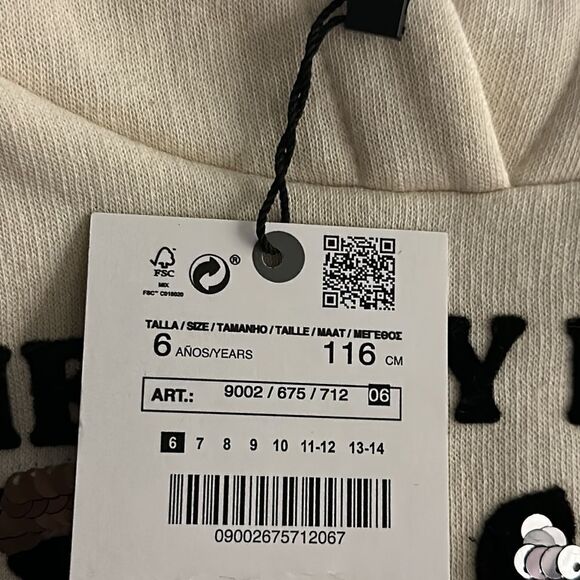 FSC
® 
MIX
FSC™ C018020
TALLA / SIZE / TAMANHO / TAILLE / MAAT / ΜΕΓΕΘΟΣ
6 AÑOS/YEARS 116 CM
ART.: 9002 / 675 / 712 06
6 7 8 9 10 11-12 13-14
09002675712067